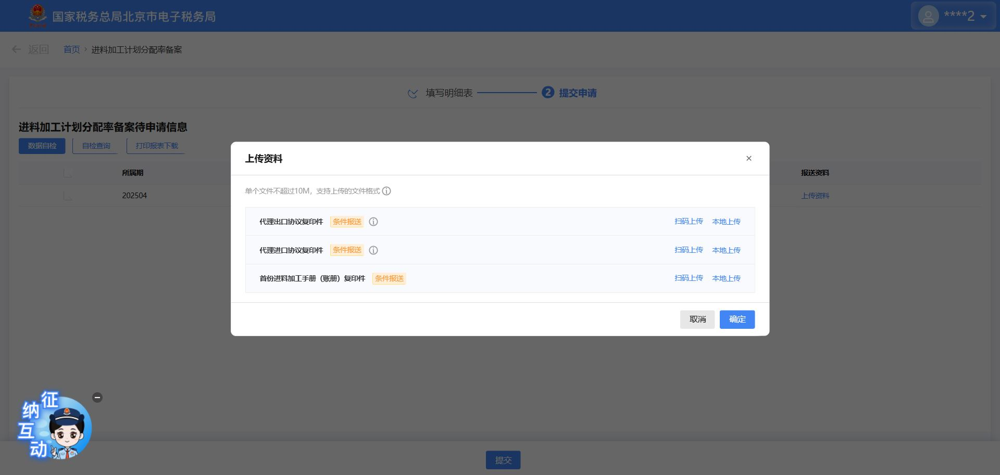 国家税务总局北京市电子税务局
****2
返回 首页 › 进料加工计划分配率备案
填写明细表 2 提交申请
进料加工计划分配率备案待申请信息
数据自检 自检查询 打印报表下载
所属期 报送资料
202504 上传资料
上传资料 ×
单个文件不超过10M，支持上传的文件格式
代理出口协议复印件 条件报送 扫码上传 本地上传
代理进口协议复印件 条件报送 扫码上传 本地上传
首份进料加工手册（账册）复印件 条件报送 扫码上传 本地上传
取消 确定
征纳互动
提交